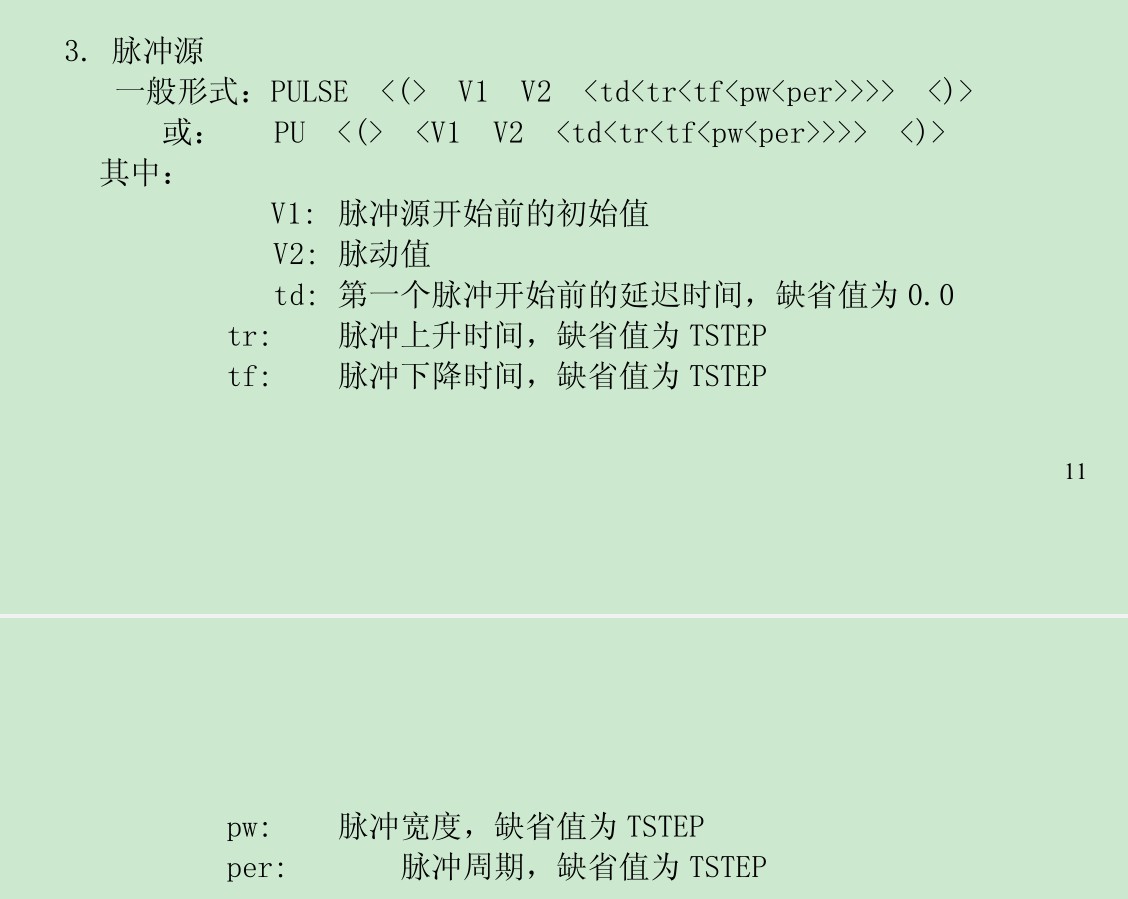 3. 脉冲源
一般形式：PULSE <(> V1 V2 <td<tr<tf<pw<per>>>> <)>
或： PU <(> <V1 V2 <td<tr<tf<pw<per>>>> <)>
其中：
V1: 脉冲源开始前的初始值
V2: 脉动值
td: 第一个脉冲开始前的延迟时间，缺省值为 0.0
tr: 脉冲上升时间，缺省值为 TSTEP
tf: 脉冲下降时间，缺省值为 TSTEP
11
pw: 脉冲宽度，缺省值为 TSTEP
per: 脉冲周期，缺省值为 TSTEP